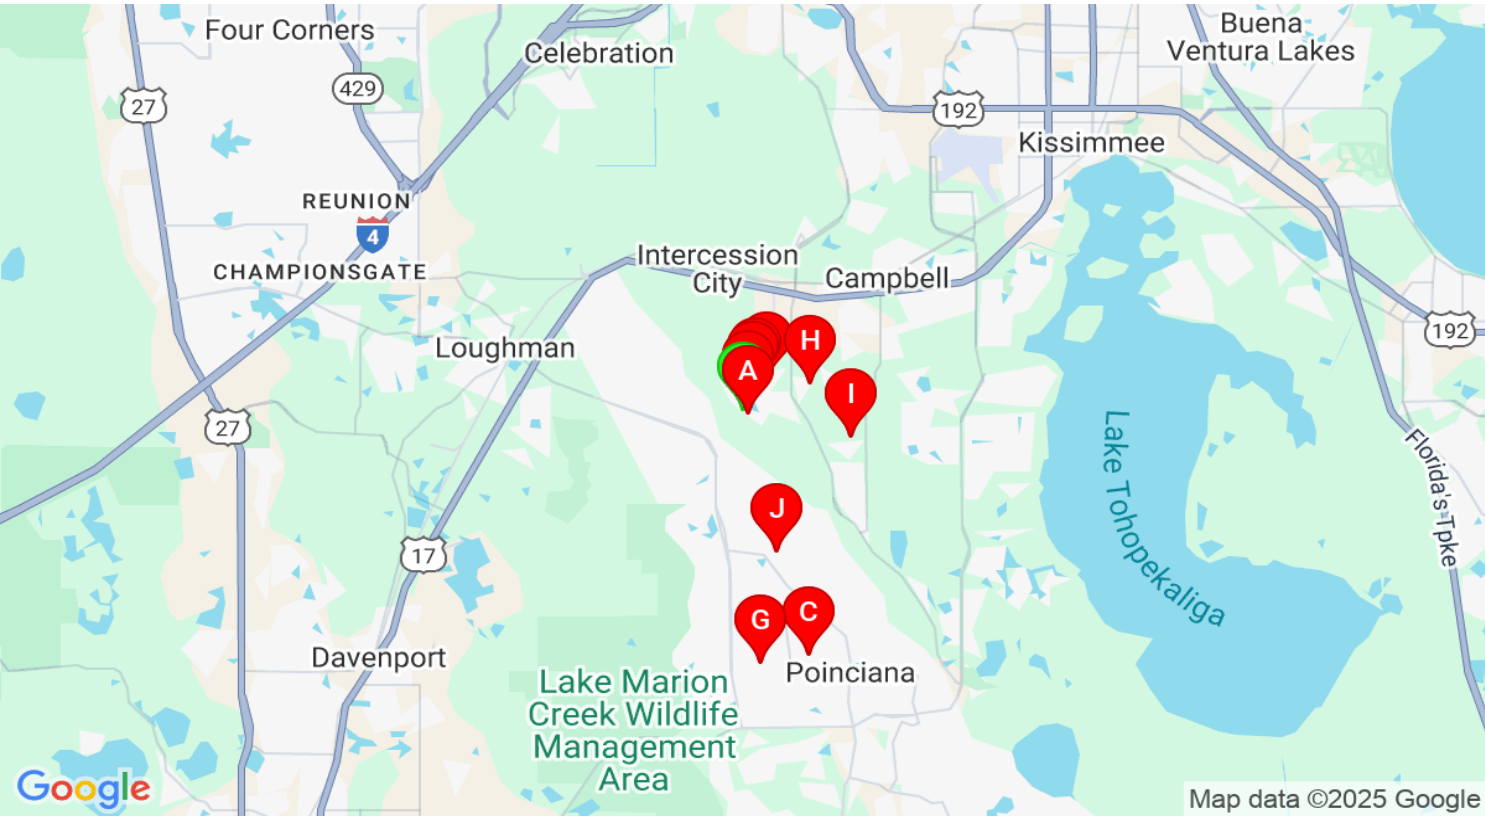 Four Corners
Buena
Ventura Lakes
Celebration
429
27
192
Kissimmee
REUNION
4
Intercession
City
CHAMPIONSGATE
Campbell
192
H
Loughman
A
I
27
Lake Tohopekaliga
Florida's Tpke
J
17
C
G
Davenport
Poinciana
Lake Marion
Creek Wildlife
Management
Area
Google
Map data ©2025 Google